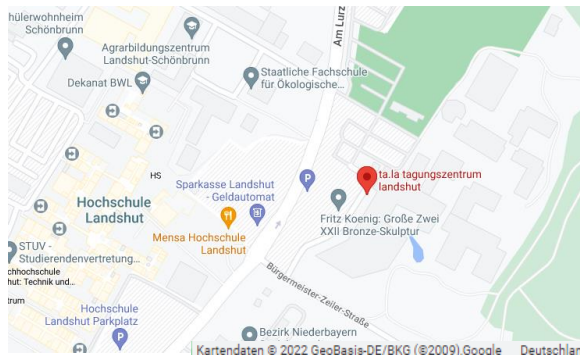 hülerwohnheim
Schönbrunn
Agrarbildungszentrum
Landshut-Schönbrunn
Am Lurz
Dekanat BWL
Staatliche Fachschule
für Ökologische...
HS
ta.la tagungszentrum
landshut
Sparkasse Landshut
- Geldautomat
P
Hochschule
Landshut
Fritz Koenig: Große Zwei
XXII Bronze-Skulptur
Mensa Hochschule
Landshut
STUV -
Studierendenvertretung...
chhochschule
hut: Technik und...
trum
Bürgermeister-Zeiler-Straße
Hochschule
Landshut Parkplatz
P
Bezirk Niederbayern
Kartendaten © 2022 GeoBasis-DE/BKG (©2009),Google Deutschlan